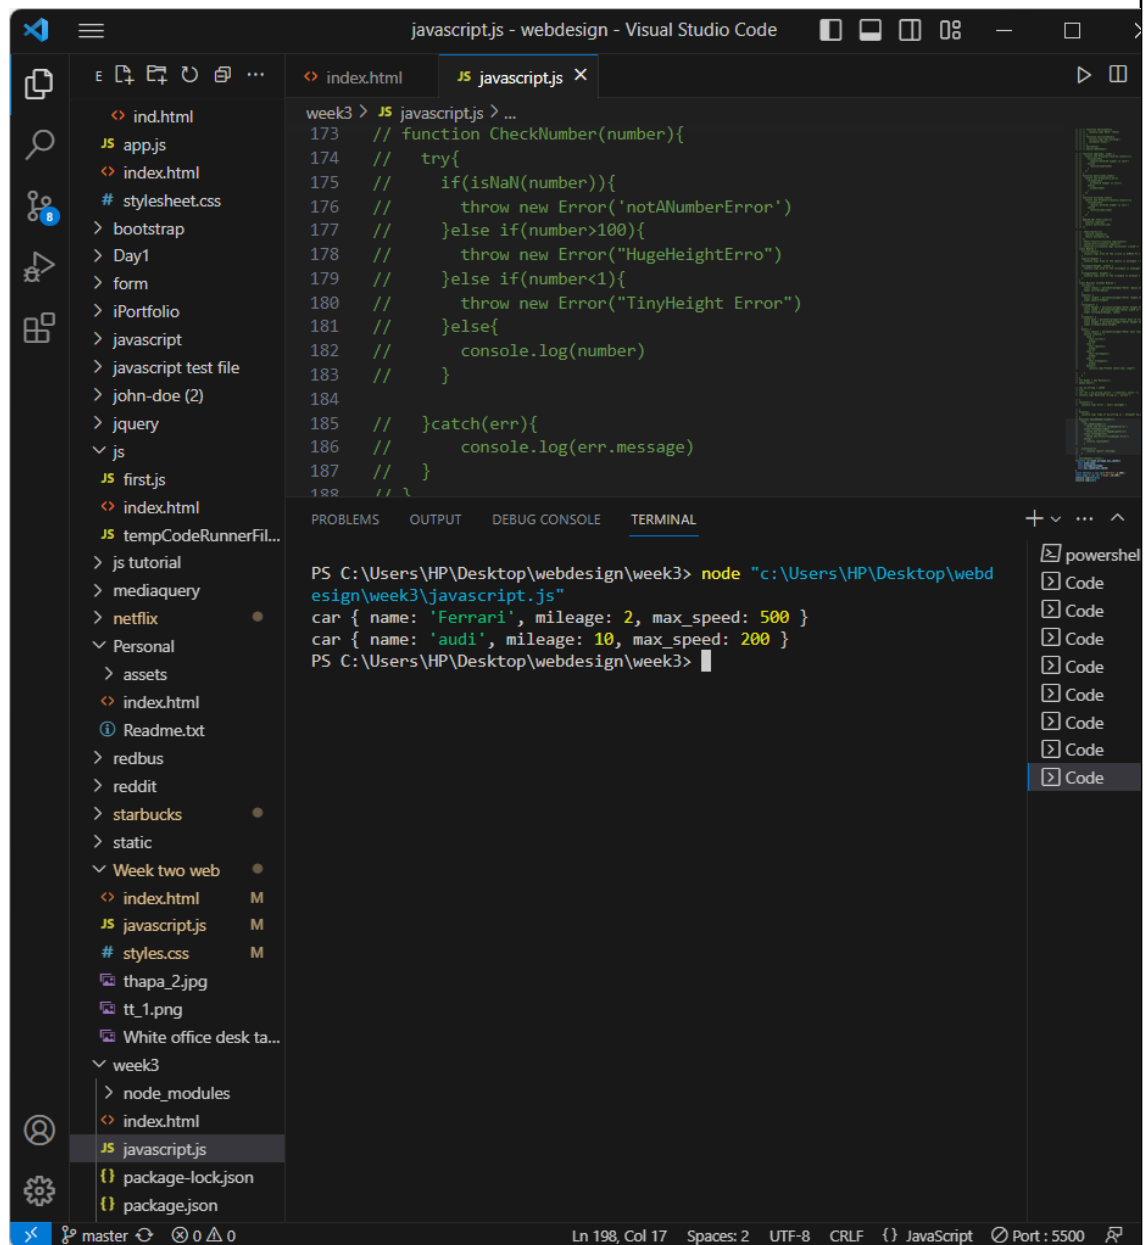 javascript.js - webdesign - Visual Studio Code
E
index.html
JS javascript.js
ind.html
JS app.js
index.html
# stylesheet.css
bootstrap
Day1
form
iPortfolio
javascript
javascript test file
john-doe (2)
jquery
js
JS first.js
index.html
JS tempCodeRunnerFil...
js tutorial
mediaquery
netflix
Personal
assets
index.html
Readme.txt
redbus
reddit
starbucks
static
Week two web
index.html M
JS javascript.js M
# styles.css M
thapa_2.jpg
tt_1.png
White office desk ta...
week3
node_modules
index.html
JS javascript.js
{} package-lock.json
{} package.json
8
week3 > JS javascript.js > ...
173 // function CheckNumber(number){
174 //   try{
175 //     if(isNaN(number)){
176 //       throw new Error('notANumberError')
177 //     }else if(number>100){
178 //       throw new Error("HugeHeightErro")
179 //     }else if(number<1){
180 //       throw new Error("TinyHeight Error")
181 //     }else{
182 //       console.log(number)
183 //     }
184
185 //   }catch(err){
186 //       console.log(err.message)
187 //   }
188 // }
PROBLEMS OUTPUT DEBUG CONSOLE TERMINAL
PS C:\Users\HP\Desktop\webdesign\week3> node "c:\Users\HP\Desktop\webd
esign\week3\javascript.js"
car { name: 'Ferrari', mileage: 2, max_speed: 500 }
car { name: 'audi', mileage: 10, max_speed: 200 }
PS C:\Users\HP\Desktop\webdesign\week3>
powershel
Code
Code
Code
Code
Code
Code
Code
Code
master 0 0 Ln 198, Col 17 Spaces: 2 UTF-8 CRLF {} JavaScript Port : 5500